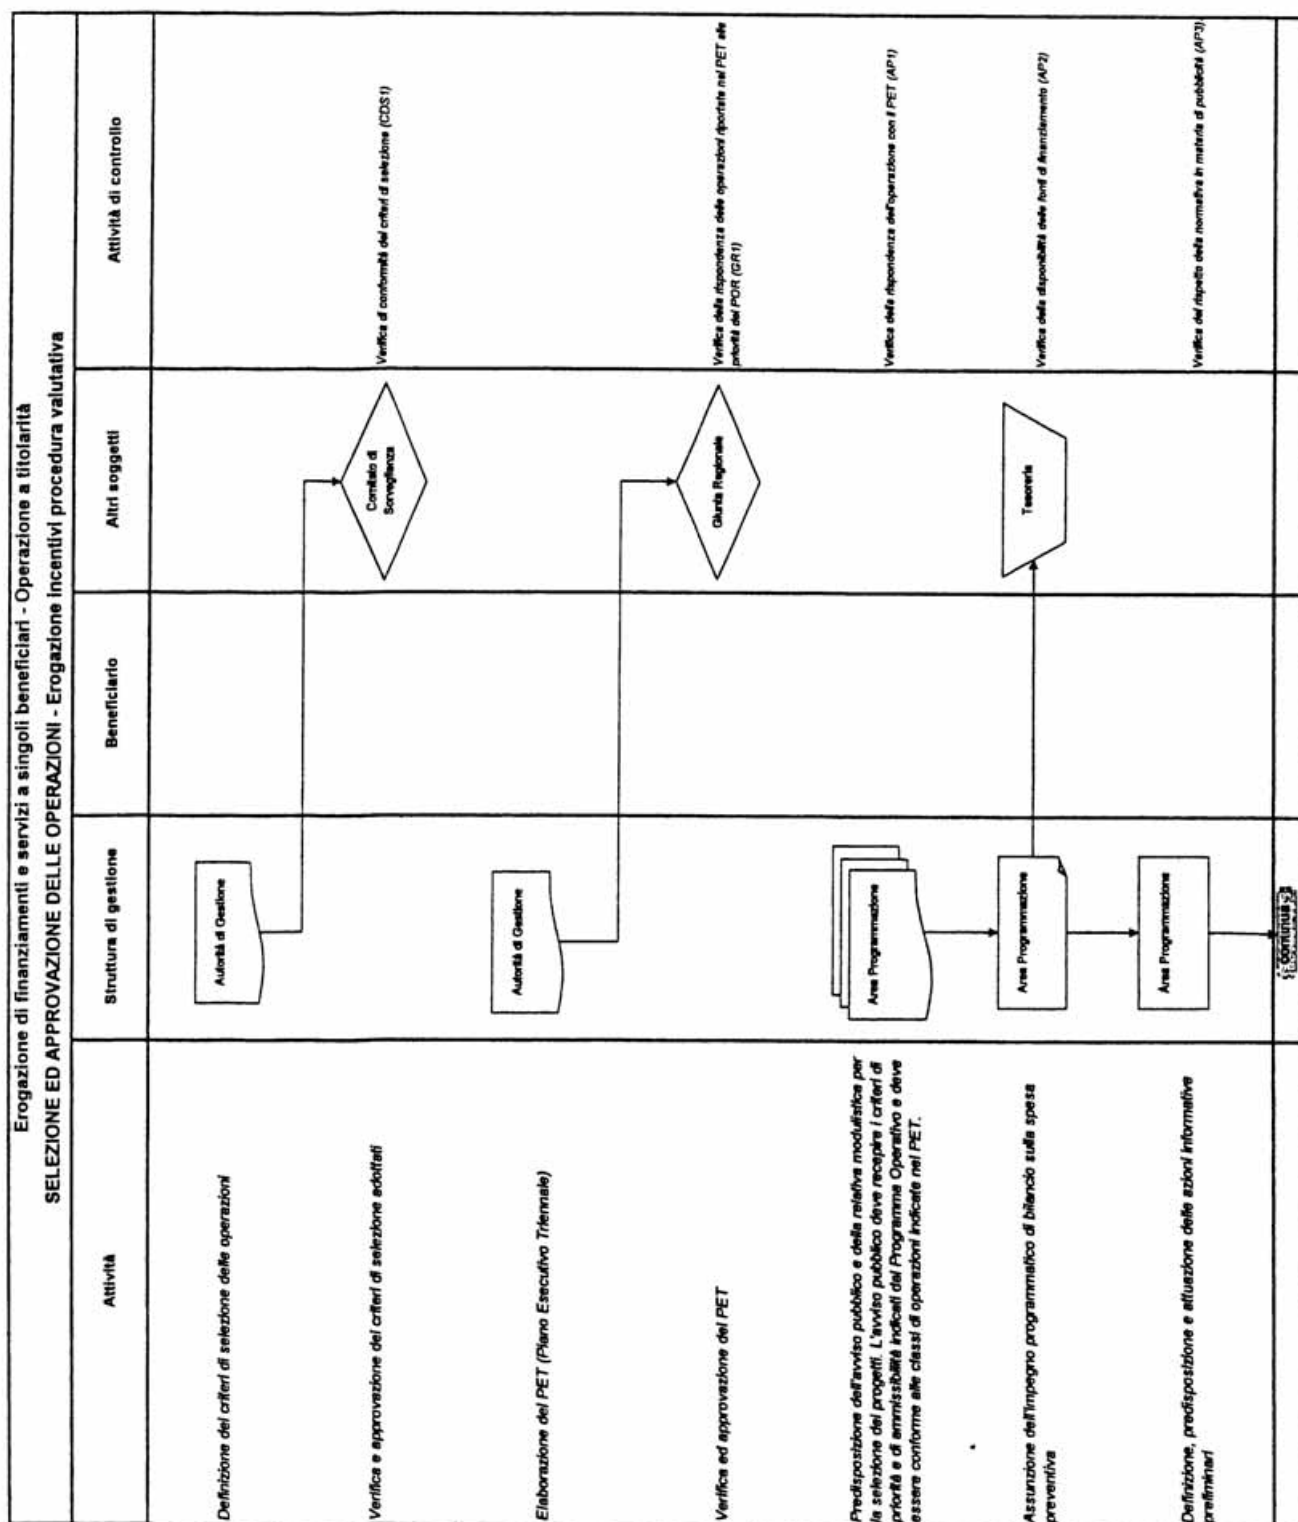 Erogazione di finanziamenti e servizi a singoli beneficiari - Operazione a titolarità
SELEZIONE ED APPROVAZIONE DELLE OPERAZIONI - Erogazione incentivi procedura valutativa
Attività
Struttura di gestione
Beneficiario
Altri soggetti
Attività di controllo
Definizione dei criteri di selezione delle operazioni
Autorità di Gestione
Verifica e approvazione dei criteri di selezione adottati
Comitato di
Sorveglianza
Verifica di conformità dei criteri di selezione (CDS1)
Elaborazione del PET (Piano Esecutivo Triennale)
Autorità di Gestione
Verifica ed approvazione del PET
Giunta Regionale
Verifica della rispondenza delle operazioni riportate nel PET alle
priorità del POR (GR1)
Predisposizione dell'avviso pubblico e della relativa modulistica per
la selezione dei progetti. L'avviso pubblico deve recepire i criteri di
priorità e di ammissibilità indicati dal Programma Operativo e deve
essere conforme alle classi di operazioni indicate nel PET.
Area Programmazione
Verifica della rispondenza dell'operazione con il PET (AP1)
Assunzione dell'impegno programmatico di bilancio sulla spesa
preventiva
Area Programmazione
Tesoreria
Verifica della disponibilità delle fonti di finanziamento (AP2)
Definizione, predisposizione e attuazione delle azioni informative
preliminari
Area Programmazione
Verifica del rispetto della normativa in materia di pubblicità (AP3)
continua